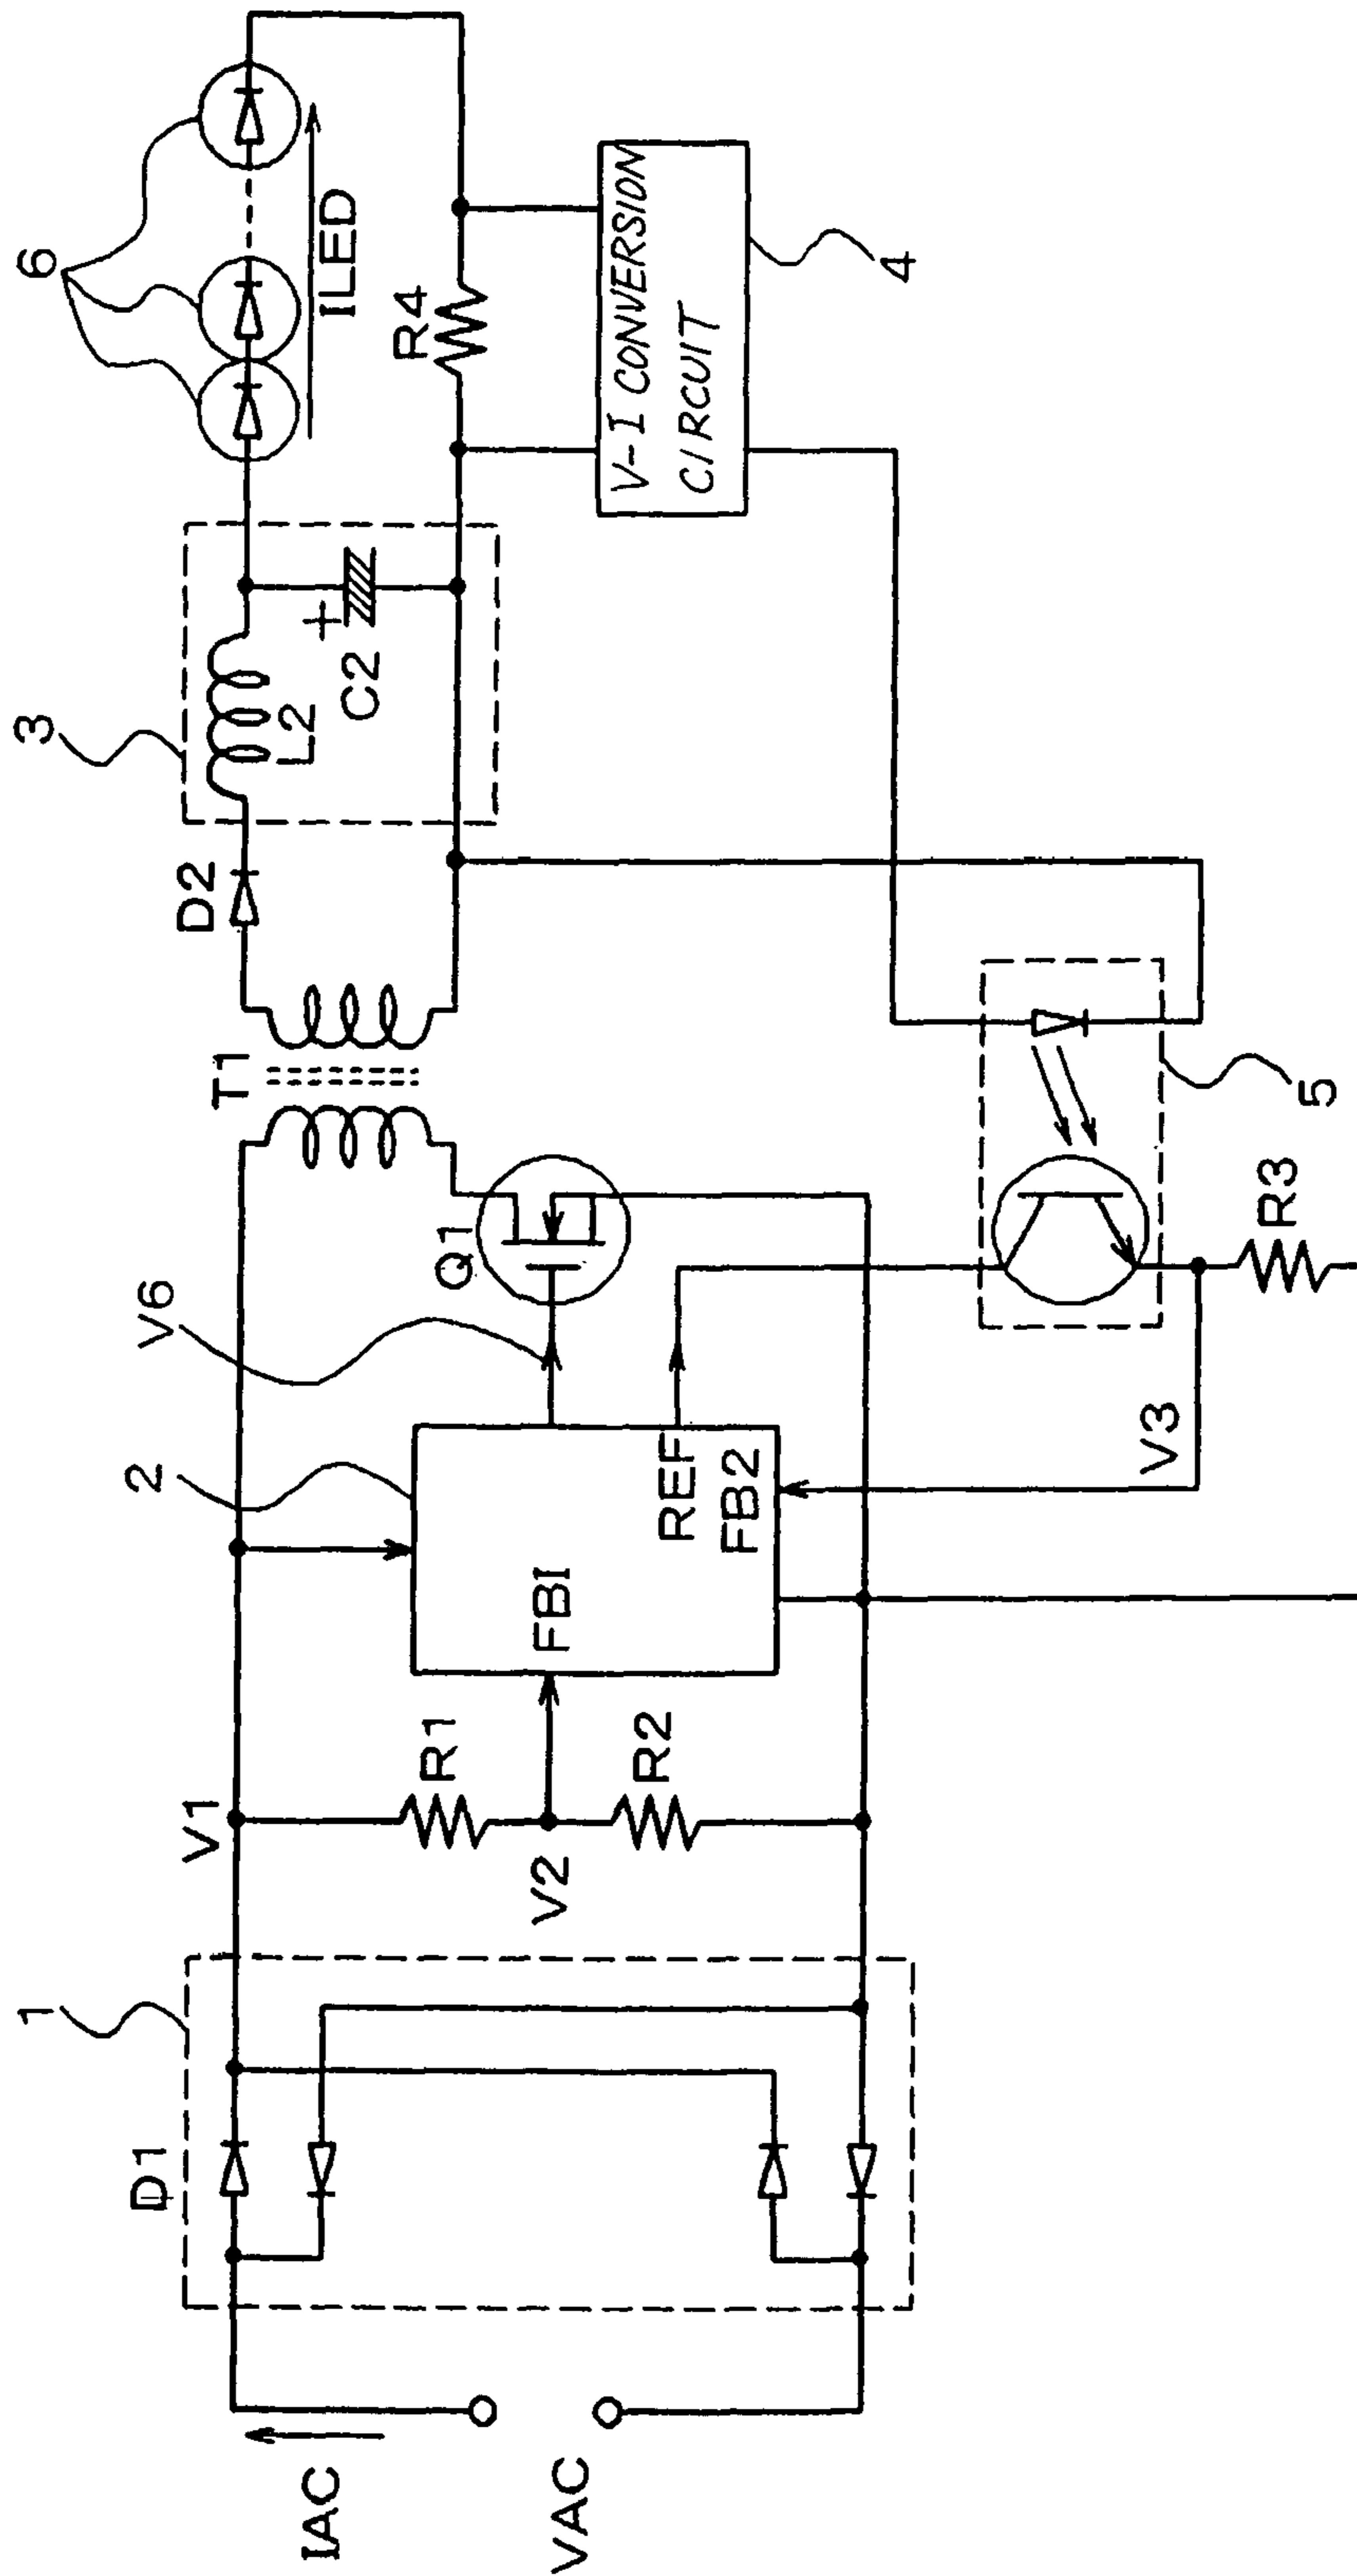 IAC
VAC
1
D1
V1
V2
R1
R2
2
FBI
REF
FB2
V6
Q1
V3
T1
D2
3
L2
C2
+
6
ILED
R4
V-I CONVERSION
CIRCUIT
4
5
R3